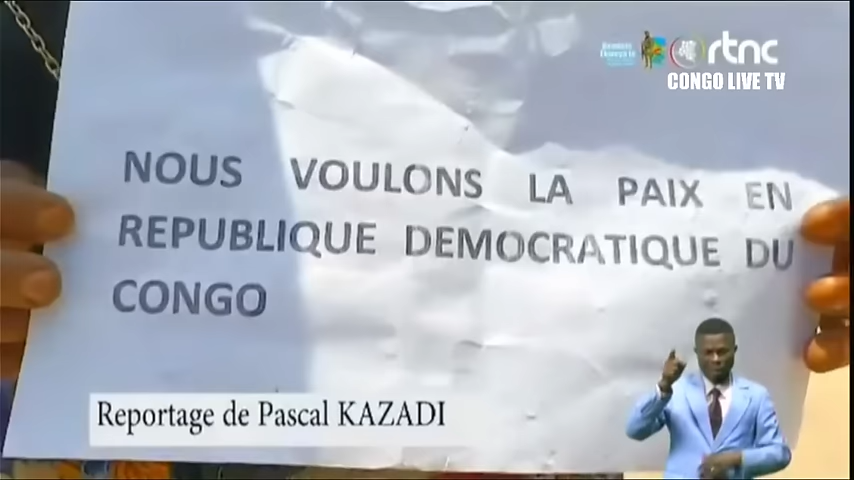 rtnc
CONGO LIVE TV
NOUS VOULONS LA PAIX EN
REPUBLIQUE DEMOCRATIQUE DU
CONGO
Reportage de Pascal KAZADI